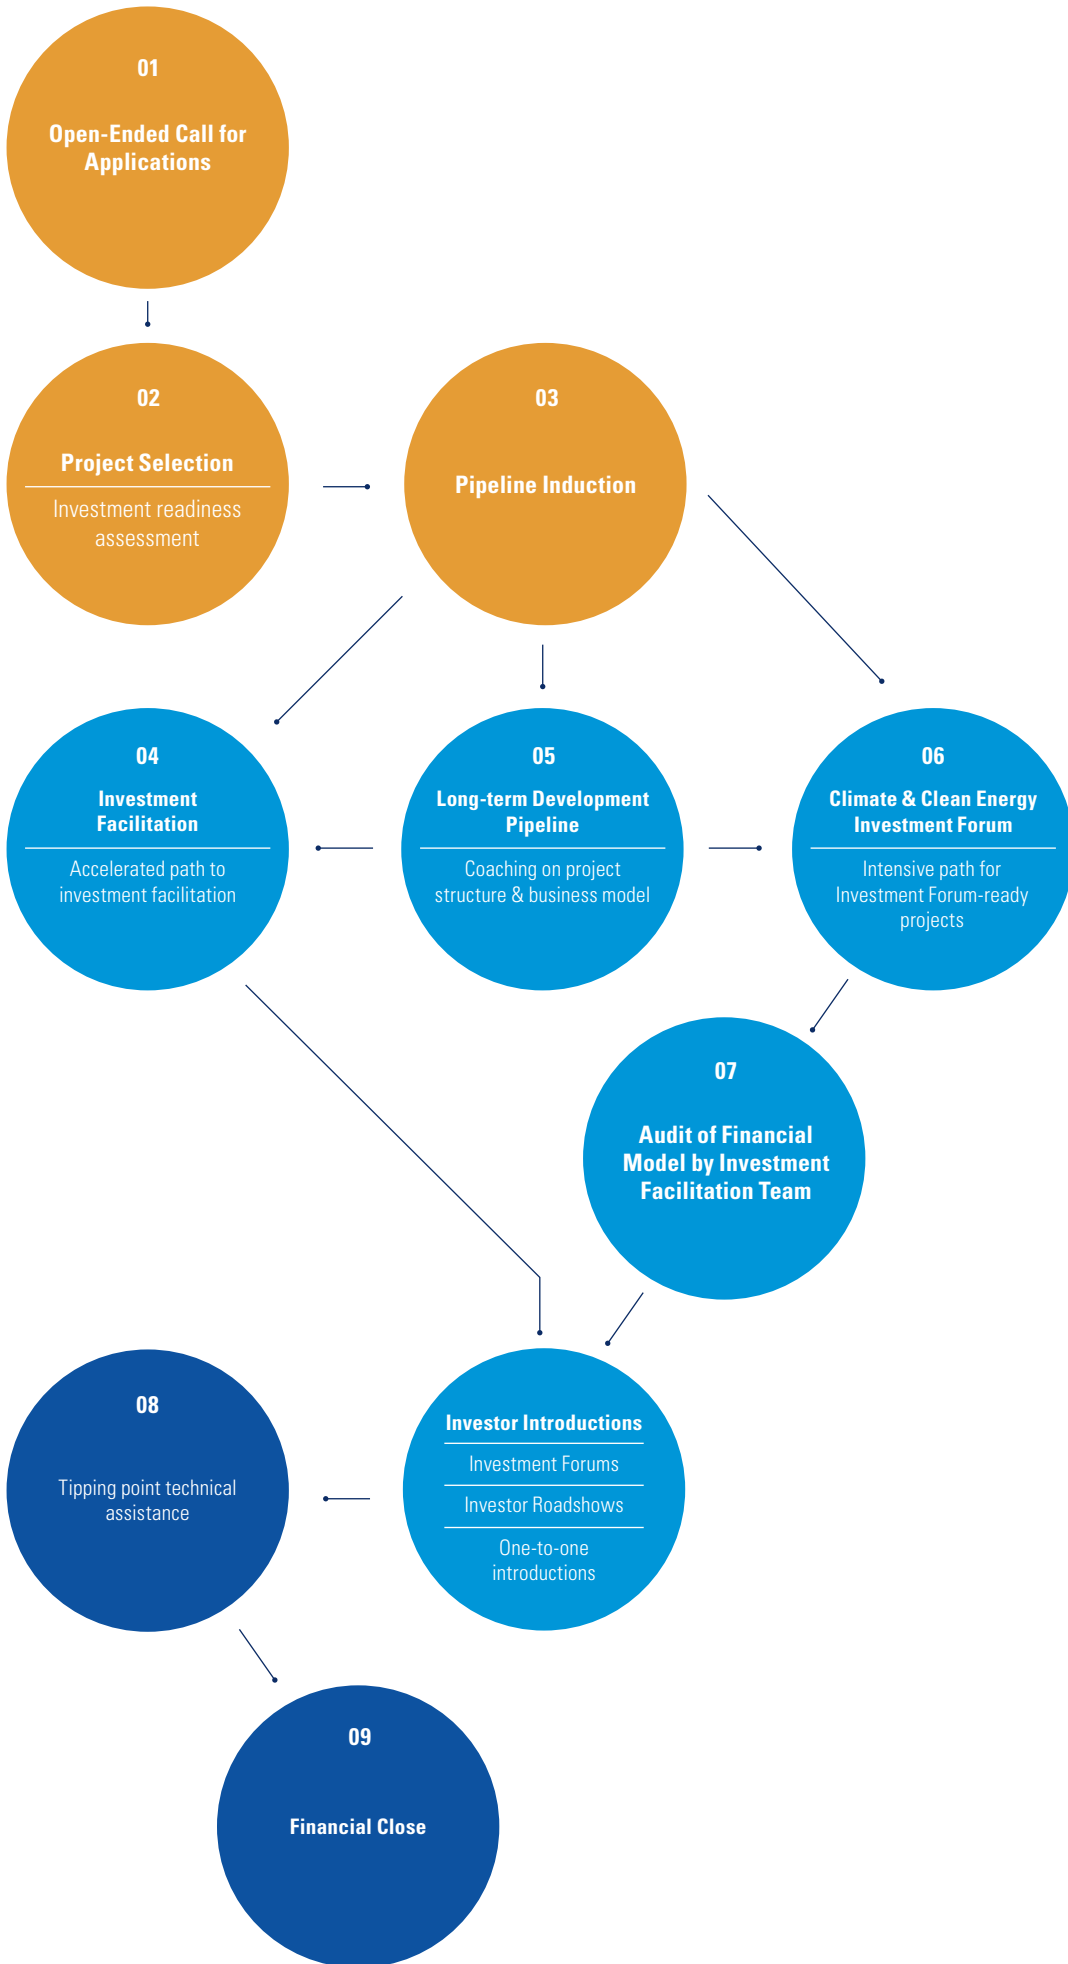 01
Open-Ended Call for
Applications
02
Project Selection
Investment readiness
assessment
03
Pipeline Induction
04
Investment
Facilitation
Accelerated path to
investment facilitation
05
Long-term Development
Pipeline
Coaching on project
structure & business model
06
Climate & Clean Energy
Investment Forum
Intensive path for
Investment Forum-ready
projects
07
Audit of Financial
Model by Investment
Facilitation Team
Investor Introductions
Investment Forums
Investor Roadshows
One-to-one
introductions
08
Tipping point technical
assistance
09
Financial Close